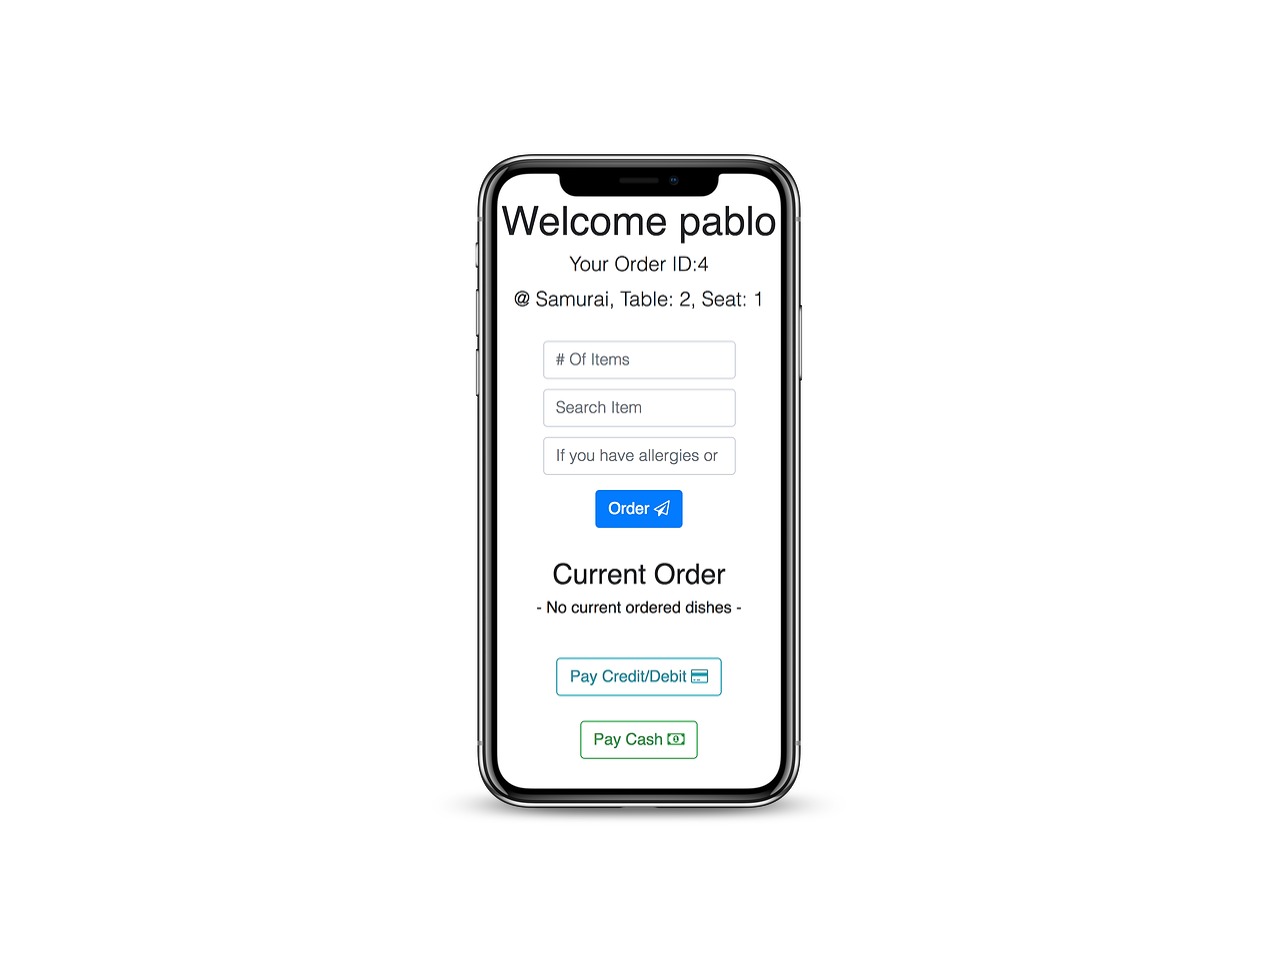 Welcome pablo
Your Order ID:4
@ Samurai, Table: 2, Seat: 1
# Of Items
Search Item
If you have allergies or
Order
Current Order
- No current ordered dishes -
Pay Credit/Debit
Pay Cash